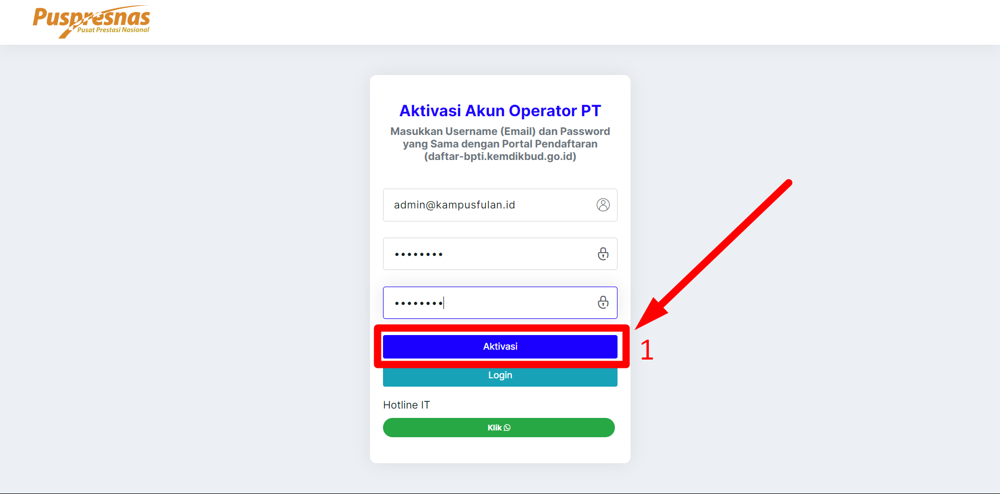 Puspresnas
Pusat Prestasi Nasional
Aktivasi Akun Operator PT
Masukkan Username (Email) dan Password
yang Sama dengan Portal Pendaftaran
(daftar-bpti.kemdikbud.go.id)
admin@kampusfulan.id
••••••••
••••••••
Aktivasi
1
Login
Hotline IT
Klik